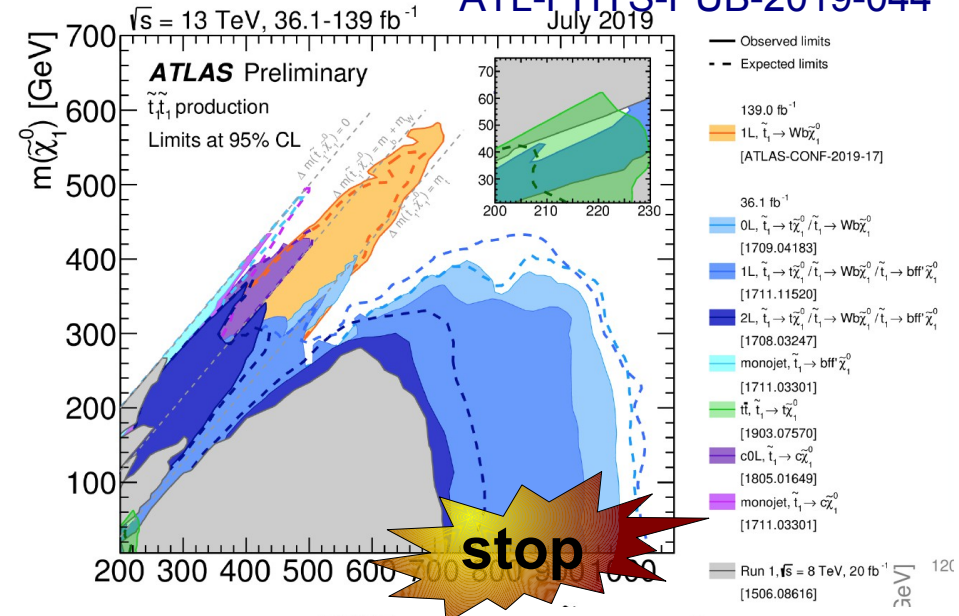 ATL-PHYS-PUB-2019-044
√s = 13 TeV, 36.1-139 fb⁻¹ July 2019
m(χ̃₁⁰) [GeV]
700
600
500
400
300
200
100
200 300 400 500 600 700 800 900 1000
ATLAS Preliminary
t̃₁t̃₁ production
Limits at 95% CL
Δ m(t̃₁,χ̃₁⁰) = 0
Δ m(t̃₁,χ̃₁⁰) = m_b + m_W
Δ m(t̃₁,χ̃₁⁰) = m_t
70
60
50
40
30
200 210 220 230
stop
Observed limits
Expected limits
139.0 fb⁻¹
1L, t̃₁ → Wbχ̃₁⁰
[ATLAS-CONF-2019-17]
36.1 fb⁻¹
0L, t̃₁ → tχ̃₁⁰ / t̃₁ → Wbχ̃₁⁰
[1709.04183]
1L, t̃₁ → tχ̃₁⁰ / t̃₁ → Wbχ̃₁⁰ / t̃₁ → bff'χ̃₁⁰
[1711.11520]
2L, t̃₁ → tχ̃₁⁰ / t̃₁ → Wbχ̃₁⁰ / t̃₁ → bff'χ̃₁⁰
[1708.03247]
monojet, t̃₁ → bff'χ̃₁⁰
[1711.03301]
tt̄, t̃₁ → tχ̃₁⁰
[1903.07570]
c0L, t̃₁ → cχ̃₁⁰
[1805.01649]
monojet, t̃₁ → cχ̃₁⁰
[1711.03301]
Run 1, √s = 8 TeV, 20 fb⁻¹
[1506.08616]